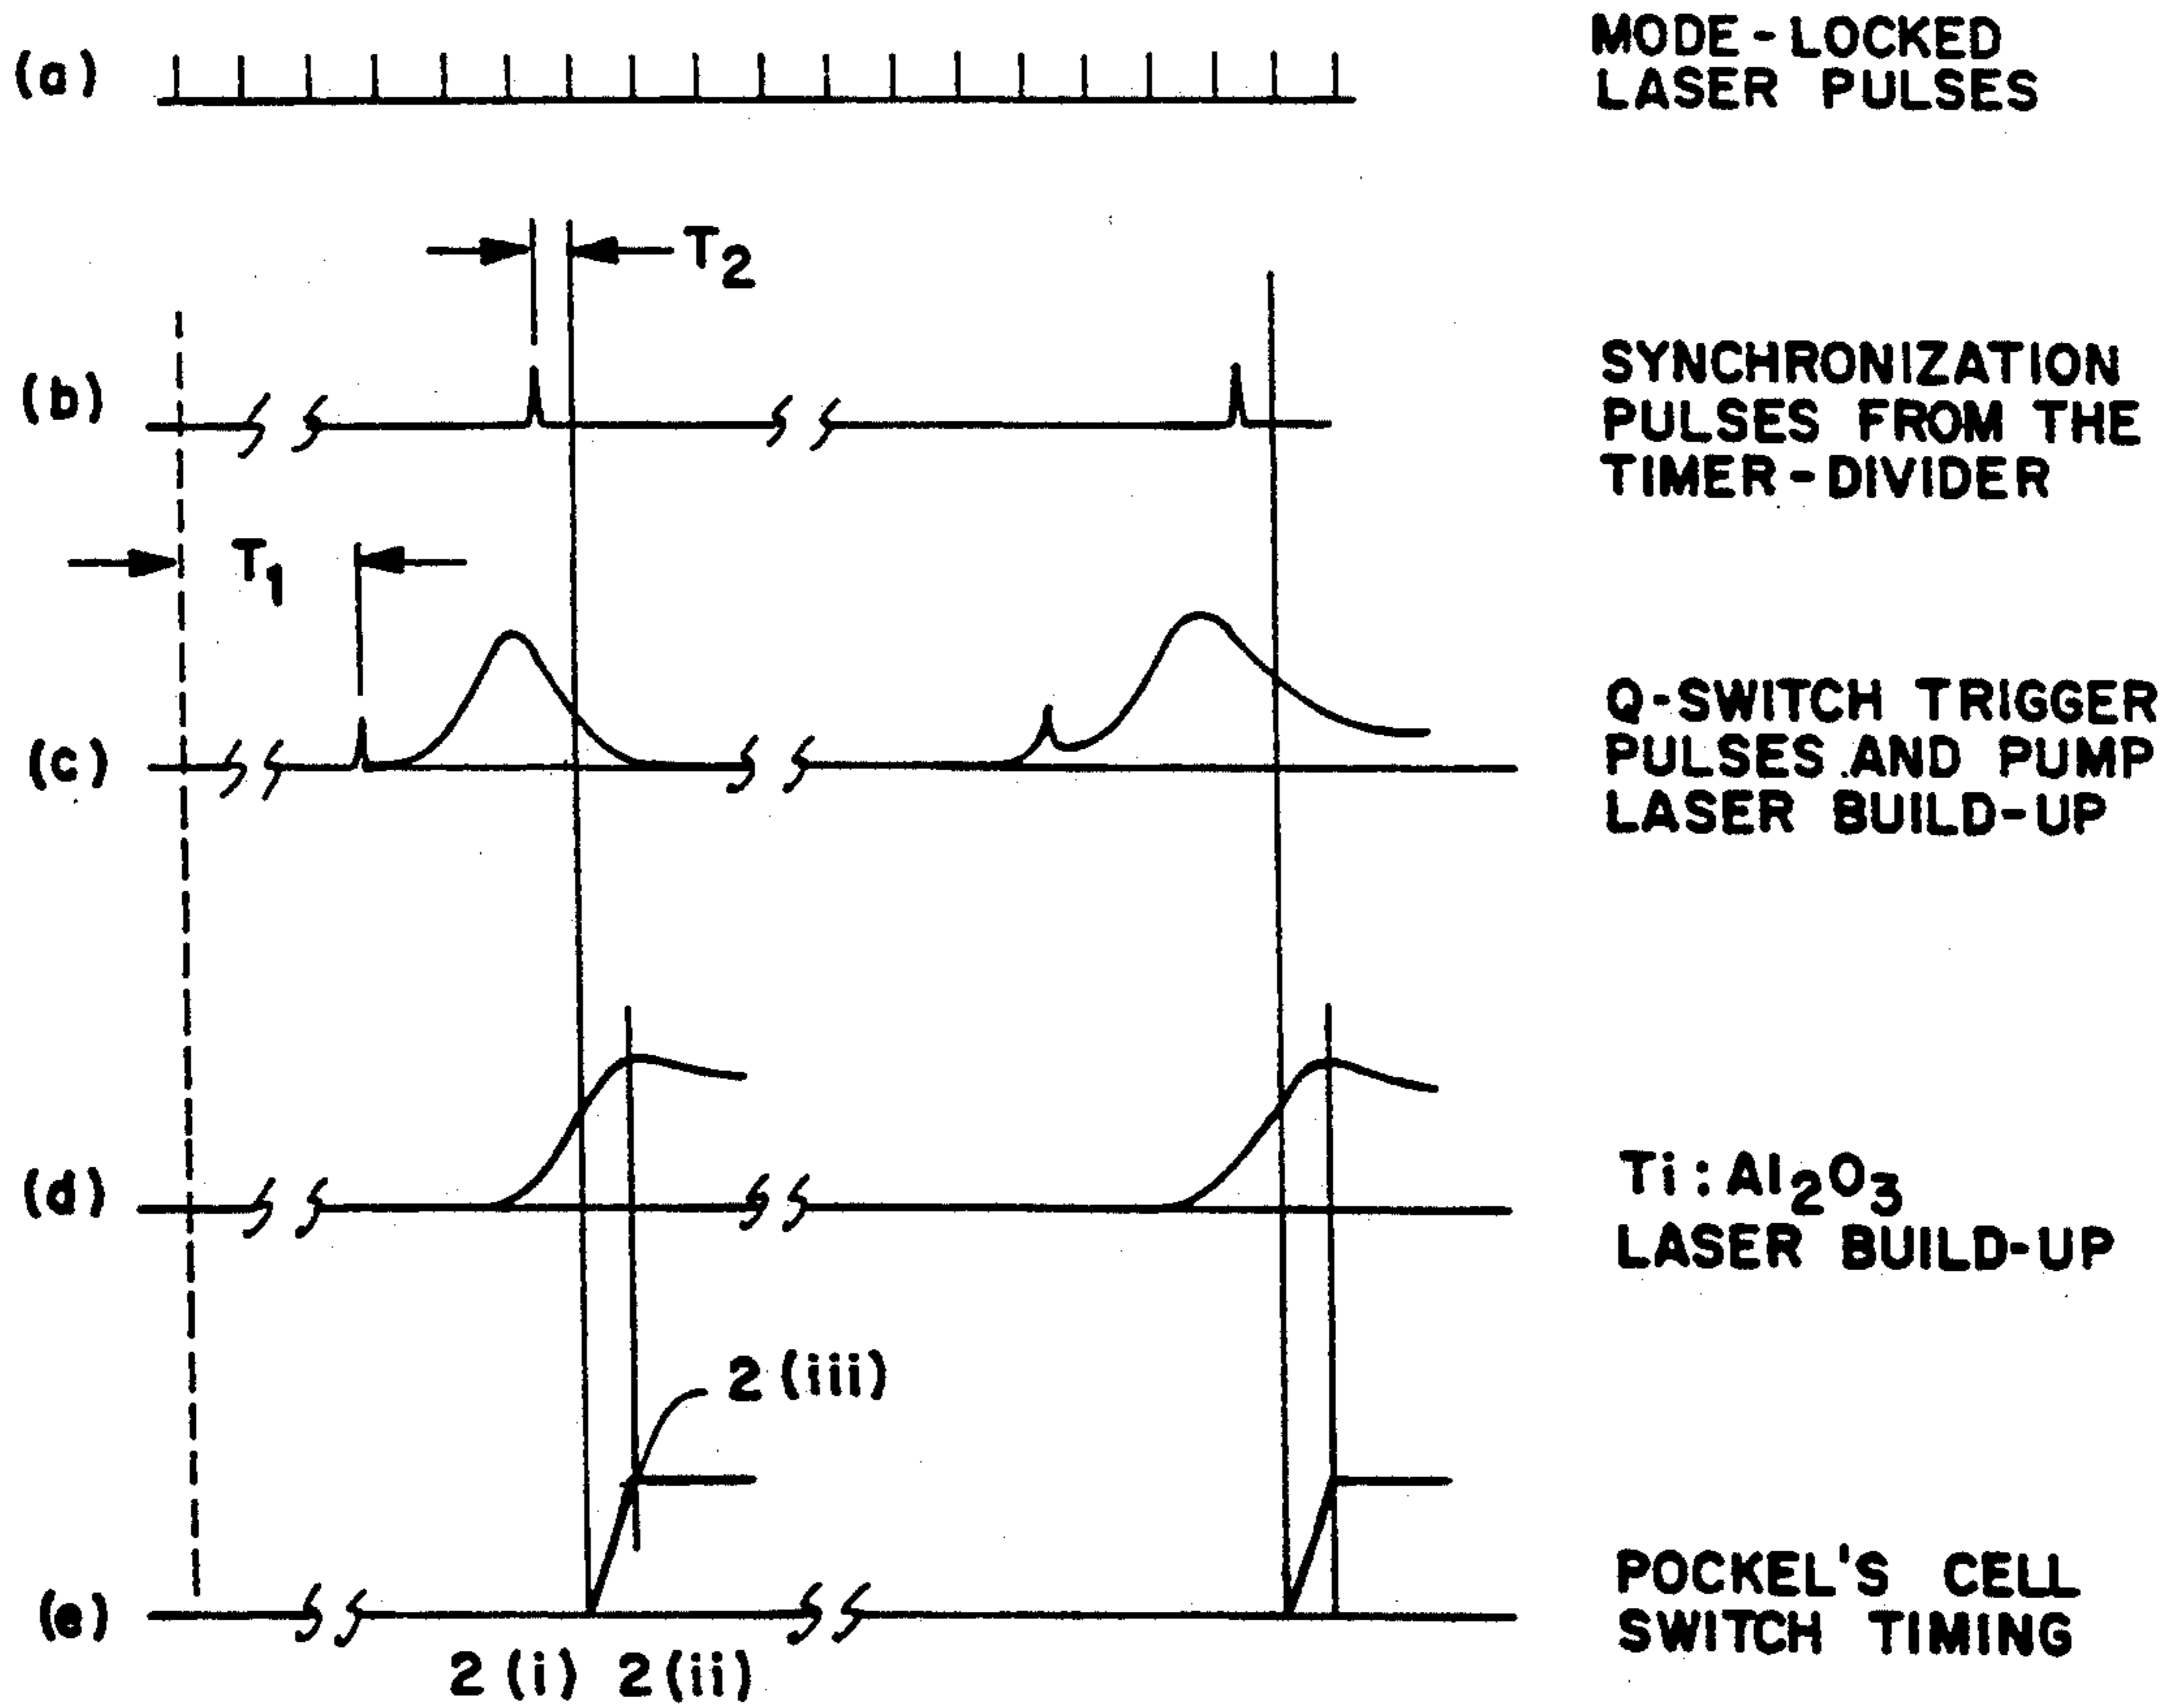 (a)
MODE-LOCKED
LASER PULSES
T2
(b)
SYNCHRONIZATION
PULSES FROM THE
TIMER-DIVIDER
T1
(c)
Q-SWITCH TRIGGER
PULSES AND PUMP
LASER BUILD-UP
(d)
Ti:Al2O3
LASER BUILD-UP
2(iii)
(e)
POCKEL'S CELL
SWITCH TIMING
2(i) 2(ii)